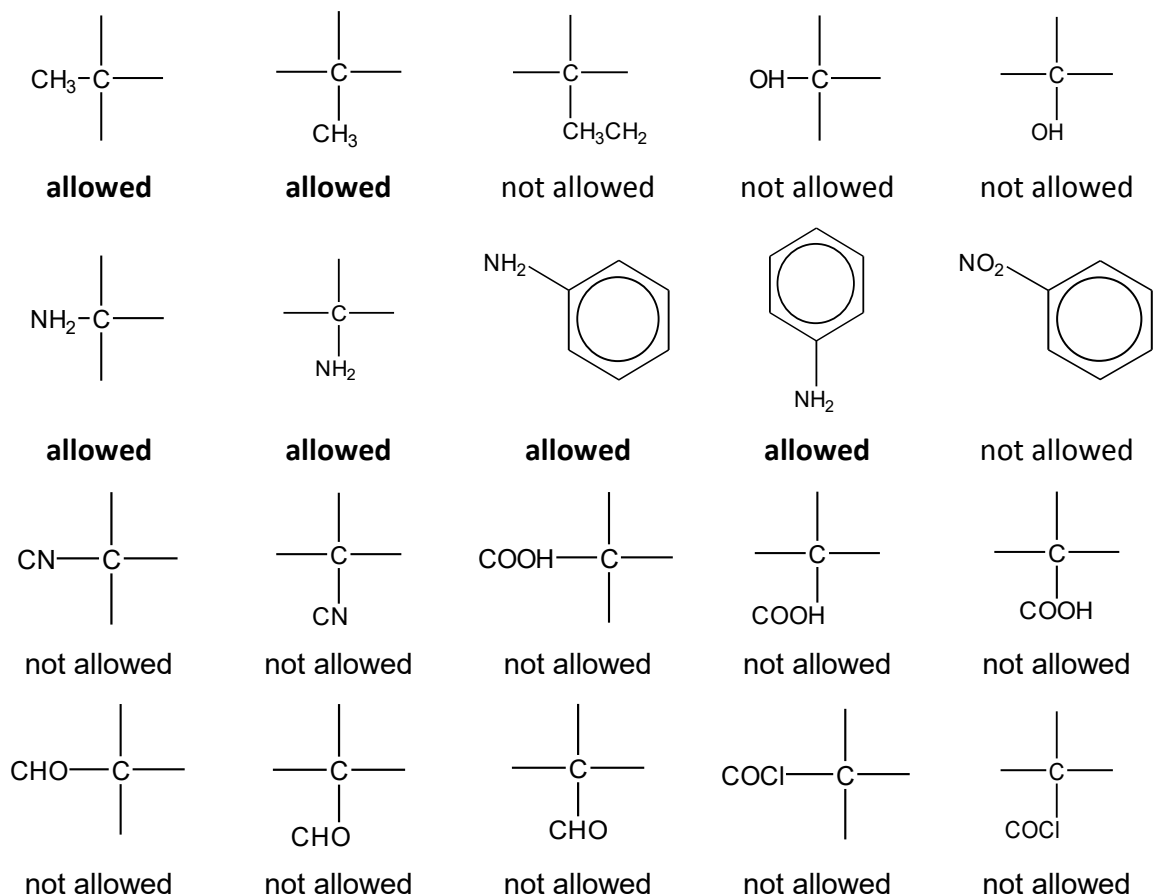 CH₃ C C C OH C C
CH₃ CH₃CH₂ OH
allowed allowed not allowed not allowed not allowed
NH₂ NO₂
NH₂ C C
NH₂ NH₂
allowed allowed allowed allowed not allowed
CN C C COOH C C C
CN COOH COOH
not allowed not allowed not allowed not allowed not allowed
CHO C C C COCl C C
CHO CHO COCl
not allowed not allowed not allowed not allowed not allowed